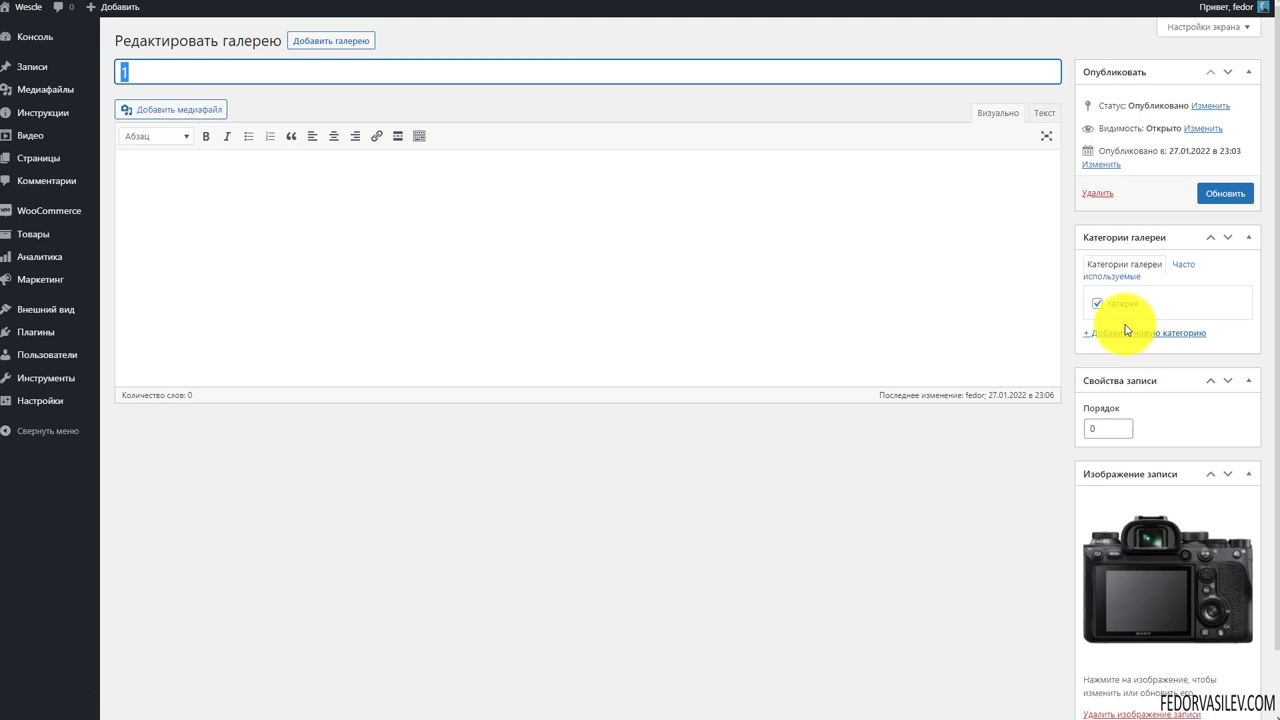 Wescle 0 Добавить Привет, fedor
Настройки экрана
Консоль
Записи
Медиафайлы
Инструкции
Видео
Страницы
Комментарии
WooCommerce
Товары
Аналитика
Маркетинг
Внешний вид
Плагины
Пользователи
Инструменты
Настройки
Свернуть меню
Редактировать галерею Добавить галерею
1
Добавить медиафайл
Визуально Текст
Абзац B I
Количество слов: 0 Последнее изменение: fedor; 27.01.2022 в 23:06
Опубликовать
Статус: Опубликовано Изменить
Видимость: Открыто Изменить
Опубликовано в: 27.01.2022 в 23:03
Изменить
Удалить Обновить
Категории галереи
Категории галереи Часто
используемые
галерея
+ Добавить новую категорию
Свойства записи
Порядок
0
Изображение записи
SONY
Нажмите на изображение, чтобы
изменить или обновить его
Удалить изображение записи
FEDORVASILEV.COM